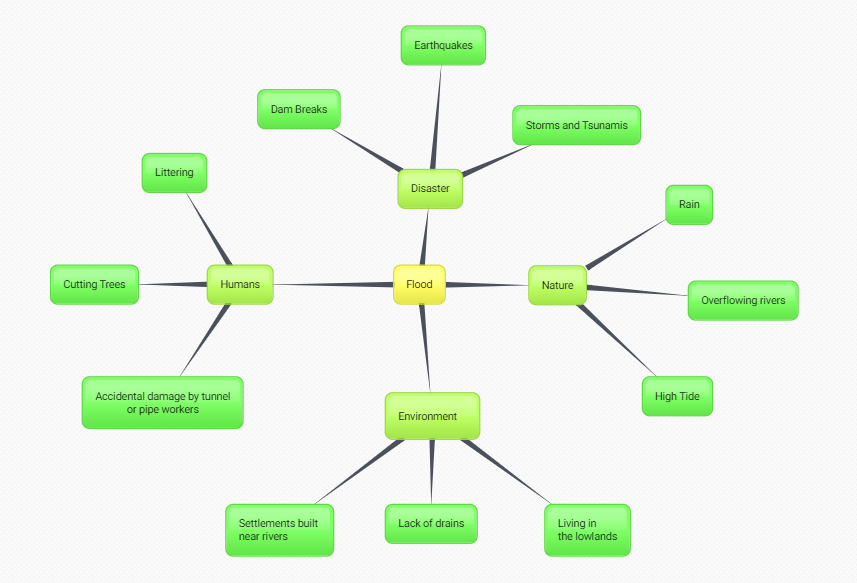 Earthquakes
Dam Breaks
Storms and Tsunamis
Littering
Disaster
Rain
Cutting Trees
Humans
Flood
Nature
Overflowing rivers
Accidental damage by tunnel
or pipe workers
High Tide
Environment
Settlements built
near rivers
Lack of drains
Living in
the lowlands